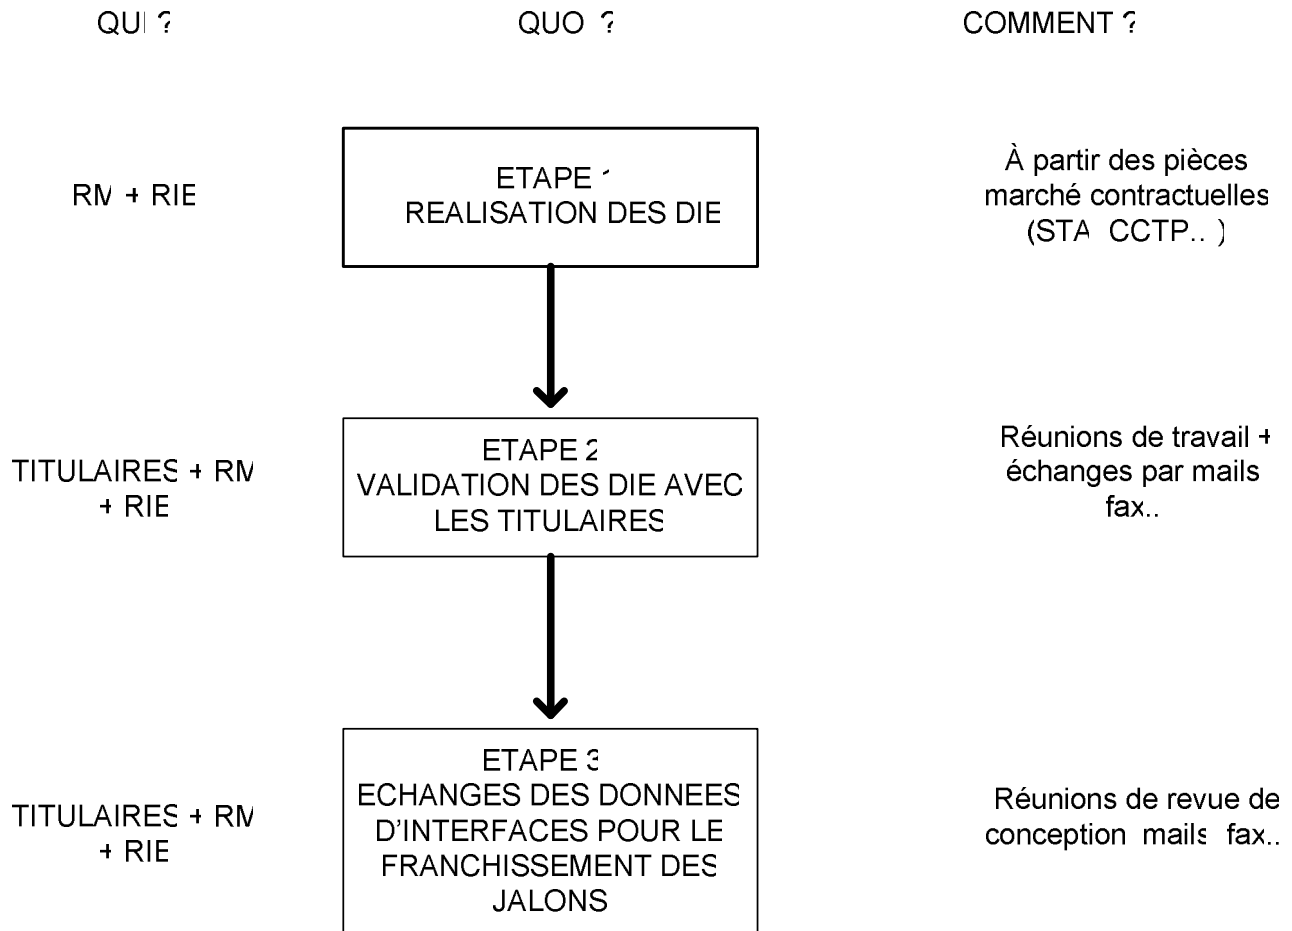 QUI ?
QUOI ?
COMMENT ?
RM + RIE
ETAPE 1
REALISATION DES DIE
À partir des pièces
marché contractuelles
(STA CCTP.. )
TITULAIRES + RM
+ RIE
ETAPE 2
VALIDATION DES DIE AVEC
LES TITULAIRES
Réunions de travail +
échanges par mails
fax..
TITULAIRES + RM
+ RIE
ETAPE 3
ECHANGES DES DONNEES
D'INTERFACES POUR LE
FRANCHISSEMENT DES
JALONS
Réunions de revue de
conception mails fax..